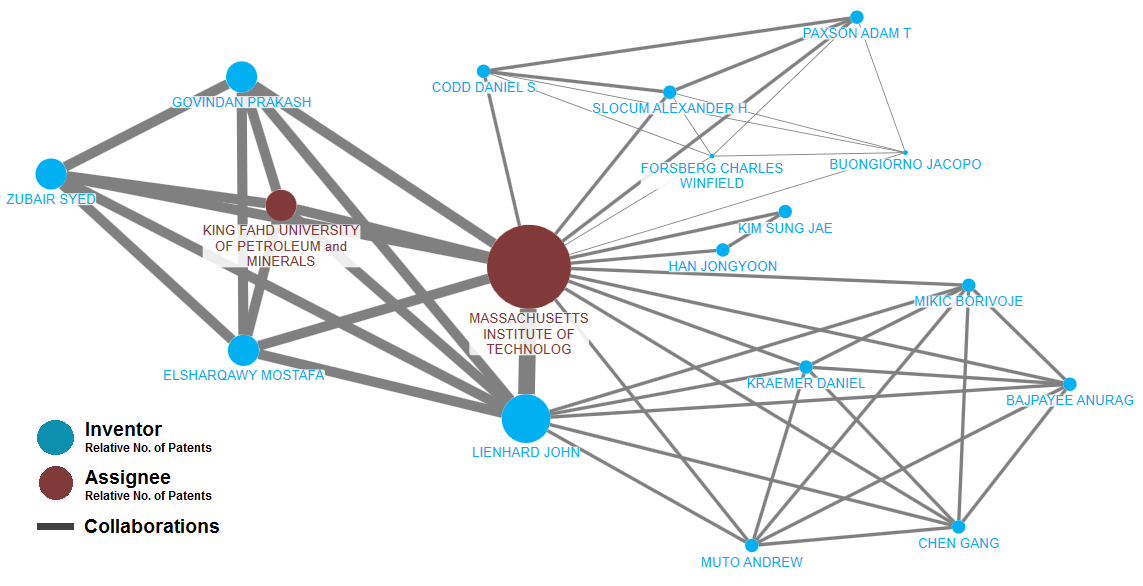 PAXSON ADAM T
CODD DANIEL S
GOVINDAN PRAKASH
SLOCUM ALEXANDER H
FORSBERG CHARLES
WINFIELD
BUONGIORNO JACOPO
ZUBAIR SYED
KING FAHD UNIVERSITY
OF PETROLEUM and
MINERALS
KIM SUNG JAE
HAN JONGYOON
MIKIC BORIVOJE
MASSACHUSETTS
INSTITUTE OF
TECHNOLOG
ELSHARQAWY MOSTAFA
KRAEMER DANIEL
BAJPAYEE ANURAG
LIENHARD JOHN
Inventor
Relative No. of Patents
Assignee
Relative No. of Patents
Collaborations
CHEN GANG
MUTO ANDREW